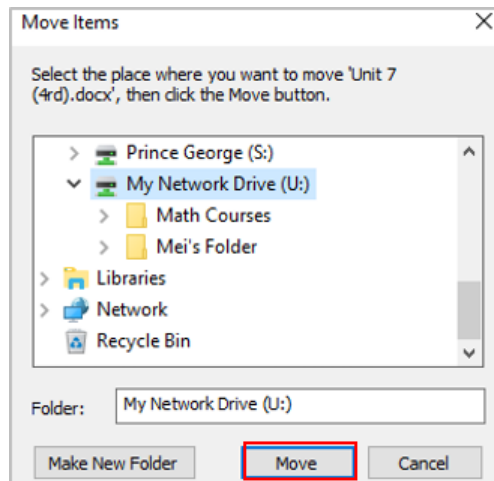 Move Items
Select the place where you want to move 'Unit 7
(4rd).docx', then click the Move button.
Prince George (S:)
My Network Drive (U:)
Math Courses
Mei's Folder
Libraries
Network
Recycle Bin
Folder: My Network Drive (U:)
Make New Folder Move Cancel